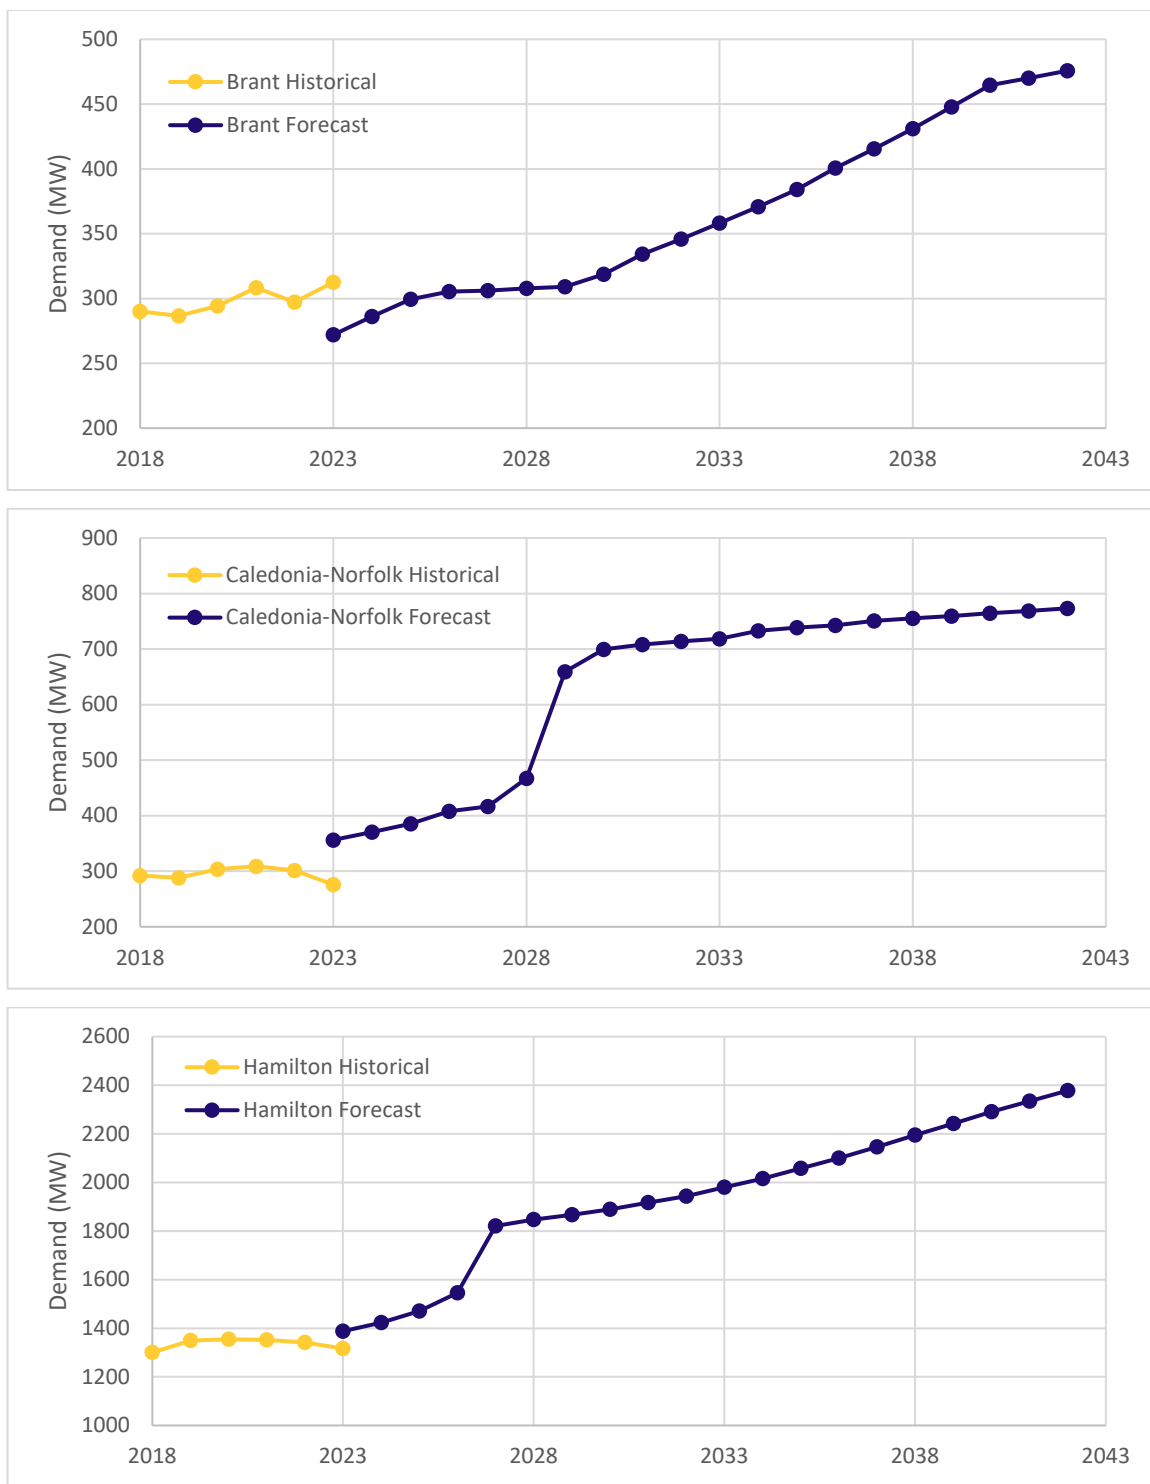 500
450
400
350
300
250
200
Demand (MW)
Brant Historical
Brant Forecast
2018 2023 2028 2033 2038 2043
900
800
700
600
500
400
300
200
Demand (MW)
Caledonia-Norfolk Historical
Caledonia-Norfolk Forecast
2018 2023 2028 2033 2038 2043
2600
2400
2200
2000
1800
1600
1400
1200
1000
Demand (MW)
Hamilton Historical
Hamilton Forecast
2018 2023 2028 2033 2038 2043